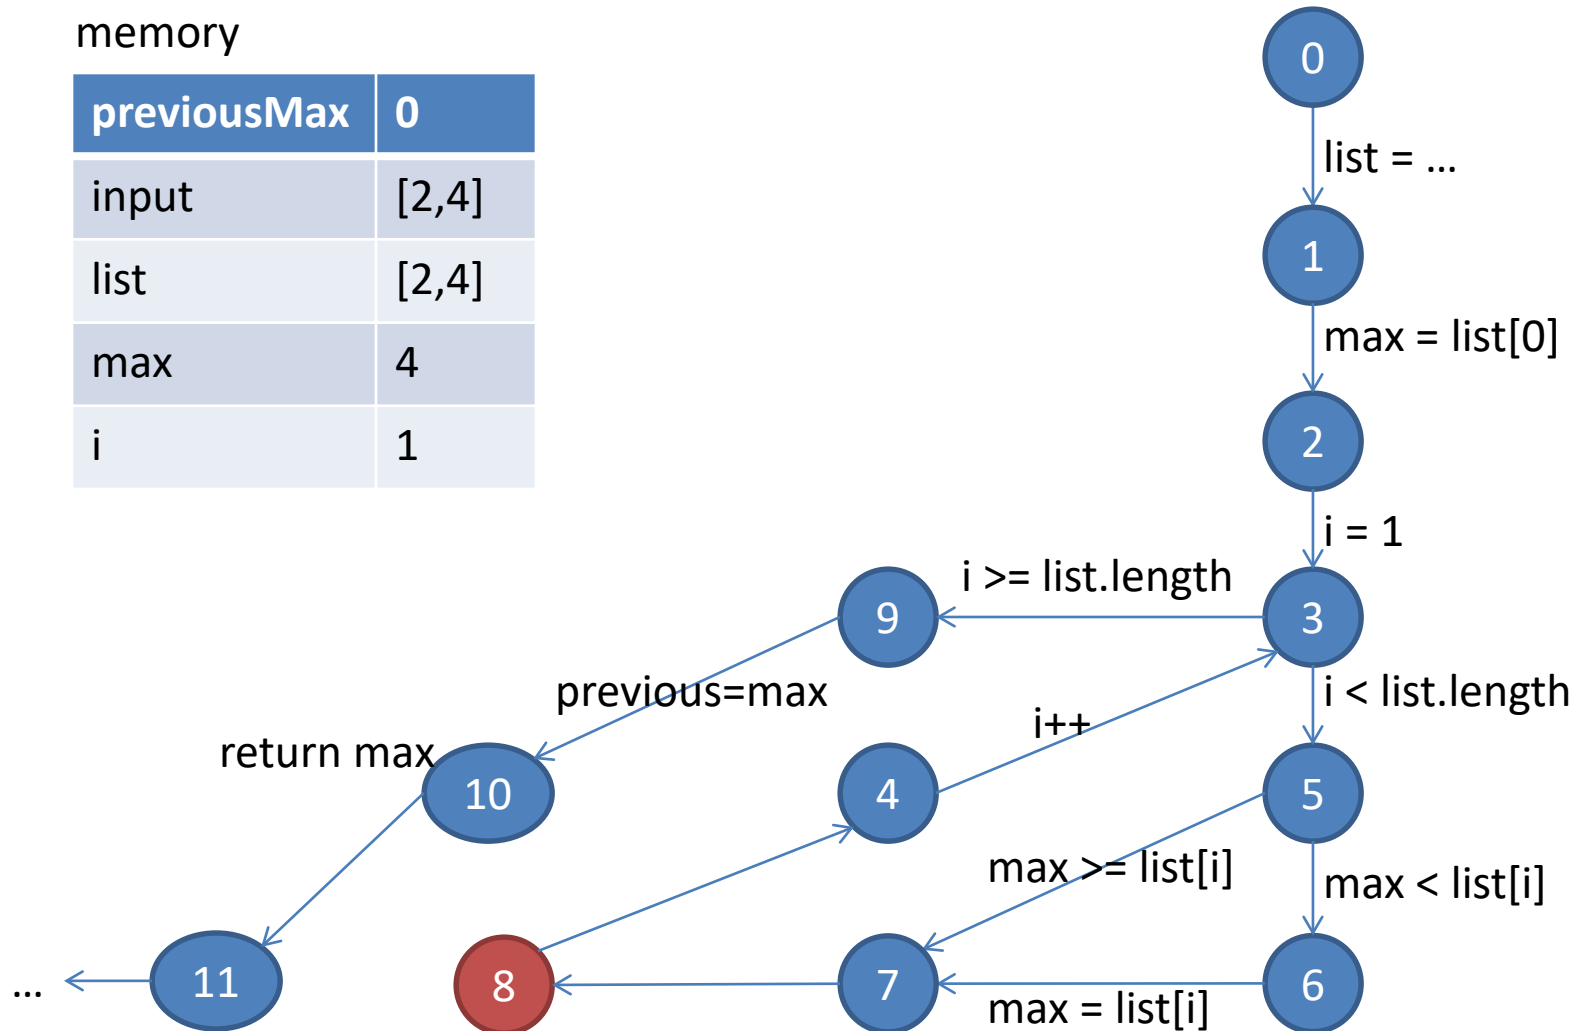 memory
previousMax 0
input [2,4]
list [2,4]
max 4
i 1
0
list = ...
1
max = list[0]
2
i = 1
i >= list.length
9
3
previous=max
i++
i < list.length
return max
10
4
5
max >= list[i]
max < list[i]
...
11
8
7
6
max = list[i]